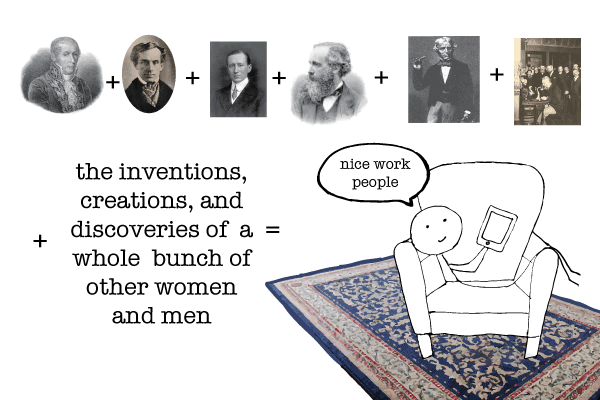 + + + + +
nice work
people
the inventions,
creations, and
+ discoveries of a =
whole bunch of
other women
and men